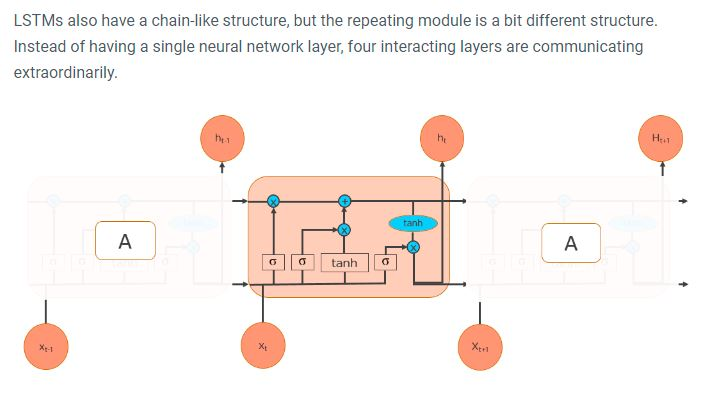 LSTMs also have a chain-like structure, but the repeating module is a bit different structure.
Instead of having a single neural network layer, four interacting layers are communicating
extraordinarily.
hₜ₋₁
hₜ
Hₜ₊₁
x
+
tanh
A
x
x
A
σ
σ
tanh
σ
Xₜ₋₁
Xₜ
Xₜ₊₁